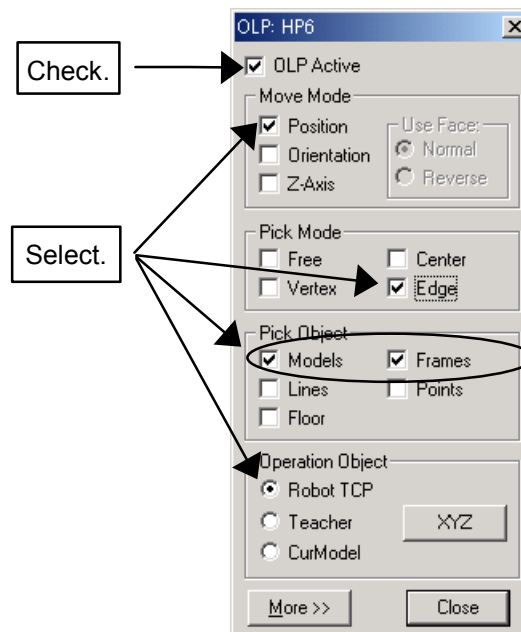 OLP: HP6
Check.
OLP Active
Move Mode
Position
Use Face:
Orientation
Normal
Z-Axis
Reverse
Select.
Pick Mode
Free
Center
Vertex
Edge
Pick Object
Models
Frames
Lines
Points
Floor
Operation Object
Robot TCP
Teacher
XYZ
CurModel
More >>
Close